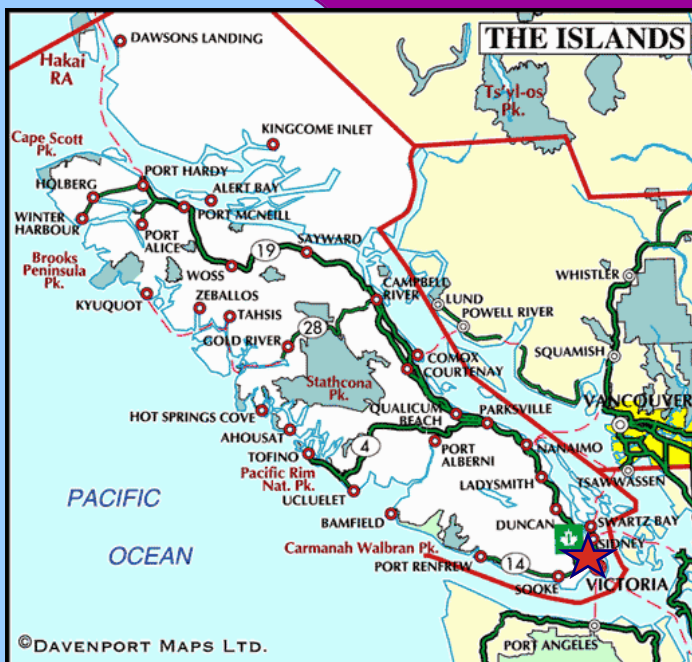 DAWSONS LANDING
THE ISLANDS
Hakai
RA
Ts'yl-os
Pk.
KINGCOME INLET
Cape Scott
Pk.
PORT HARDY
ALERT BAY
HOLBERG
PORT MCNEILL
WINTER
HARBOUR
PORT
ALICE
19
SAYWARD
Brooks
Peninsula
Pk.
WOSS
CAMPBELL
RIVER
WHISTLER
KYUQUOT
ZEBALLOS
TAHSIS
LUND
POWELL RIVER
28
GOLD RIVER
COMOX
COURTENAY
SQUAMISH
Stathcona
Pk.
HOT SPRINGS COVE
QUALICUM
BEACH
PARKSVILLE
VANCOUVER
AHOUSAT
4
TOFINO
PORT
ALBERNI
NANAIMO
Pacific Rim
Nat. Pk.
LADYSMITH
TSAWWASSEN
UCLUELET
PACIFIC
OCEAN
BAMFIELD
DUNCAN
SWARTZ BAY
1
SIDNEY
Carmanah Walbran Pk.
PORT RENFREW
14
SOOKE
VICTORIA
PORT ANGELES
©DAVENPORT MAPS LTD.